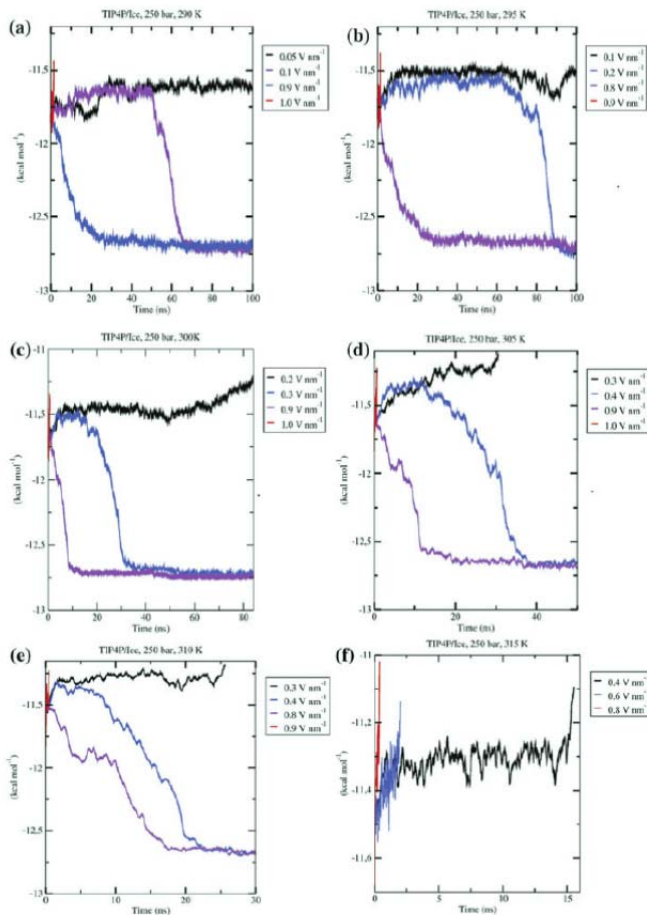 TIP4P/Ice, 250 bar, 290 K
(a)
0.05 V nm⁻¹
0.1 V nm⁻¹
0.9 V nm⁻¹
1.0 V nm⁻¹
-11.5
-12
-12.5
-13
(kcal mol⁻¹)
0 20 40 60 80 100
Time (ns)
TIP4P/Ice, 250 bar, 295 K
(b)
0.1 V nm⁻¹
0.2 V nm⁻¹
0.8 V nm⁻¹
0.9 V nm⁻¹
-11.5
-12
-12.5
-13
(kcal mol⁻¹)
0 20 40 60 80 100
Time (ns)
TIP4P/Ice, 250 bar, 300K
(c)
0.2 V nm⁻¹
0.3 V nm⁻¹
0.9 V nm⁻¹
1.0 V nm⁻¹
-11
-11.5
-12
-12.5
-13
(kcal mol⁻¹)
0 20 40 60 80
Time (ns)
TIP4P/Ice, 250 bar, 305 K
(d)
0.3 V nm⁻¹
0.4 V nm⁻¹
0.9 V nm⁻¹
1.0 V nm⁻¹
-11.5
-12
-12.5
-13
(kcal mol⁻¹)
0 20 40
Time (ns)
TIP4P/Ice, 250 bar, 310 K
(e)
0.3 V nm⁻¹
0.4 V nm⁻¹
0.8 V nm⁻¹
0.9 V nm⁻¹
-11.5
-12
-12.5
-13
(kcal mol⁻¹)
0 10 20 30
Time (ns)
TIP4P/Ice, 250 bar, 315 K
(f)
0.4 V nm⁻
0.6 V nm⁻
0.8 V nm⁻
-11
-11.2
-11.4
-11.6
(kcal mol⁻¹)
0 5 10 15
Time (ns)